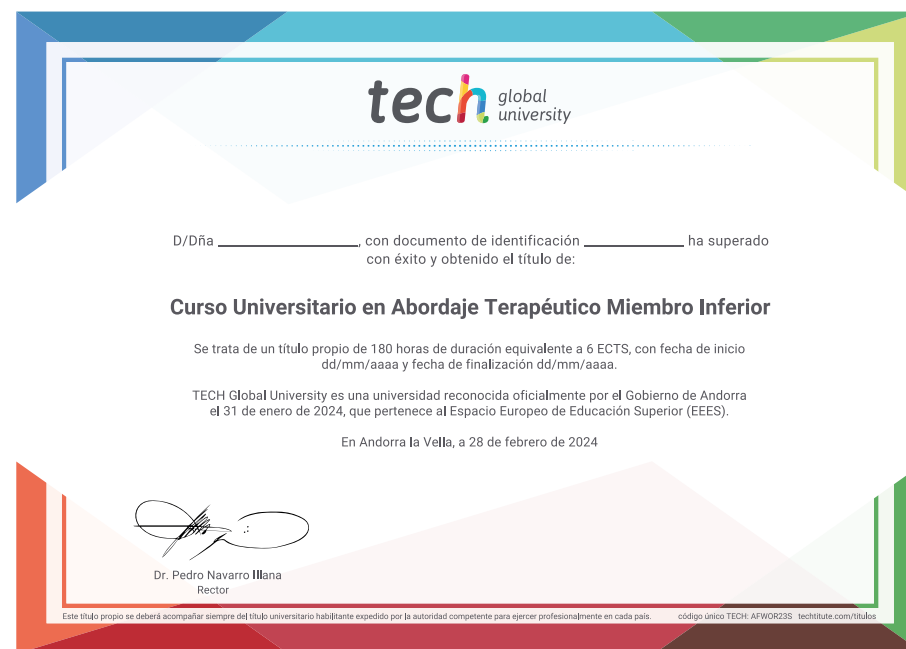 tech global university
D/Dña ____________, con documento de identificación ____________ ha superado
con éxito y obtenido el título de:
Curso Universitario en Abordaje Terapéutico Miembro Inferior
Se trata de un título propio de 180 horas de duración equivalente a 6 ECTS, con fecha de inicio
dd/mm/aaaa y fecha de finalización dd/mm/aaaa.
TECH Global University es una universidad reconocida oficialmente por el Gobierno de Andorra
el 31 de enero de 2024, que pertenece al Espacio Europeo de Educación Superior (EEES).
En Andorra la Vella, a 28 de febrero de 2024
Dr. Pedro Navarro Illana
Rector
Este título propio se deberá acompañar siempre del título universitario habilitante expedido por la autoridad competente para ejercer profesionalmente en cada país. código único TECH: AFWOR23S techtitute.com/titulos